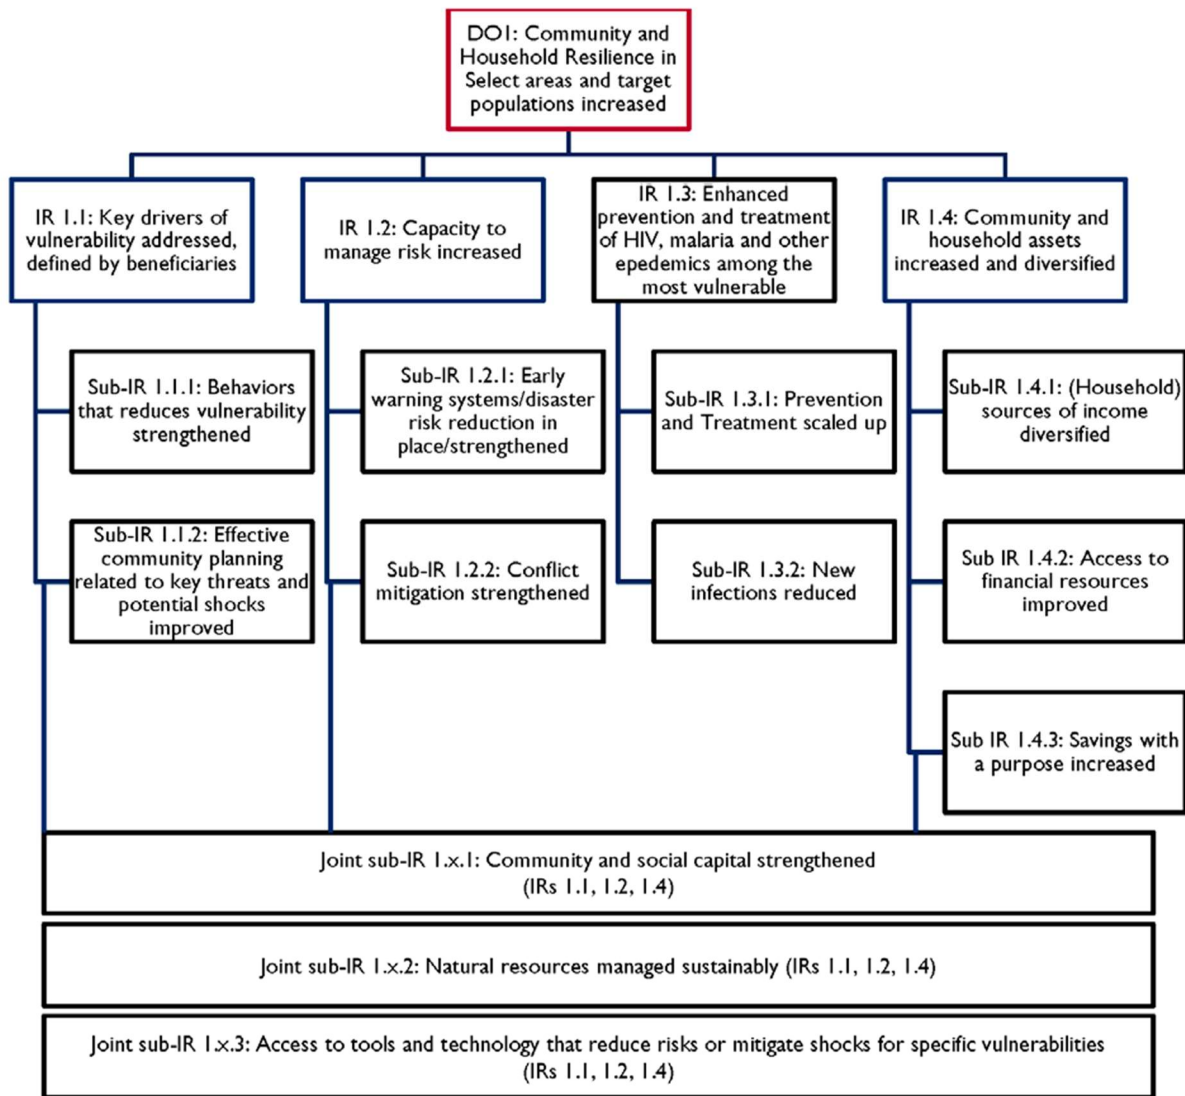 DO1: Community and
Household Resilience in
Select areas and target
populations increased
IR 1.1: Key drivers of
vulnerability addressed,
defined by beneficiaries
IR 1.2: Capacity to
manage risk increased
IR 1.3: Enhanced
prevention and treatment
of HIV, malaria and other
epedemics among the
most vulnerable
IR 1.4: Community and
household assets
increased and diversified
Sub-IR 1.1.1: Behaviors
that reduces vulnerability
strengthened
Sub-IR 1.2.1: Early
warning systems/disaster
risk reduction in
place/strengthened
Sub-IR 1.3.1: Prevention
and Treatment scaled up
Sub-IR 1.4.1: (Household)
sources of income
diversified
Sub-IR 1.1.2: Effective
community planning
related to key threats and
potential shocks
improved
Sub-IR 1.2.2: Conflict
mitigation strengthened
Sub-IR 1.3.2: New
infections reduced
Sub IR 1.4.2: Access to
financial resources
improved
Sub IR 1.4.3: Savings with
a purpose increased
Joint sub-IR 1.x.1: Community and social capital strengthened
(IRs 1.1, 1.2, 1.4)
Joint sub-IR 1.x.2: Natural resources managed sustainably (IRs 1.1, 1.2, 1.4)
Joint sub-IR 1.x.3: Access to tools and technology that reduce risks or mitigate shocks for specific vulnerabilities
(IRs 1.1, 1.2, 1.4)